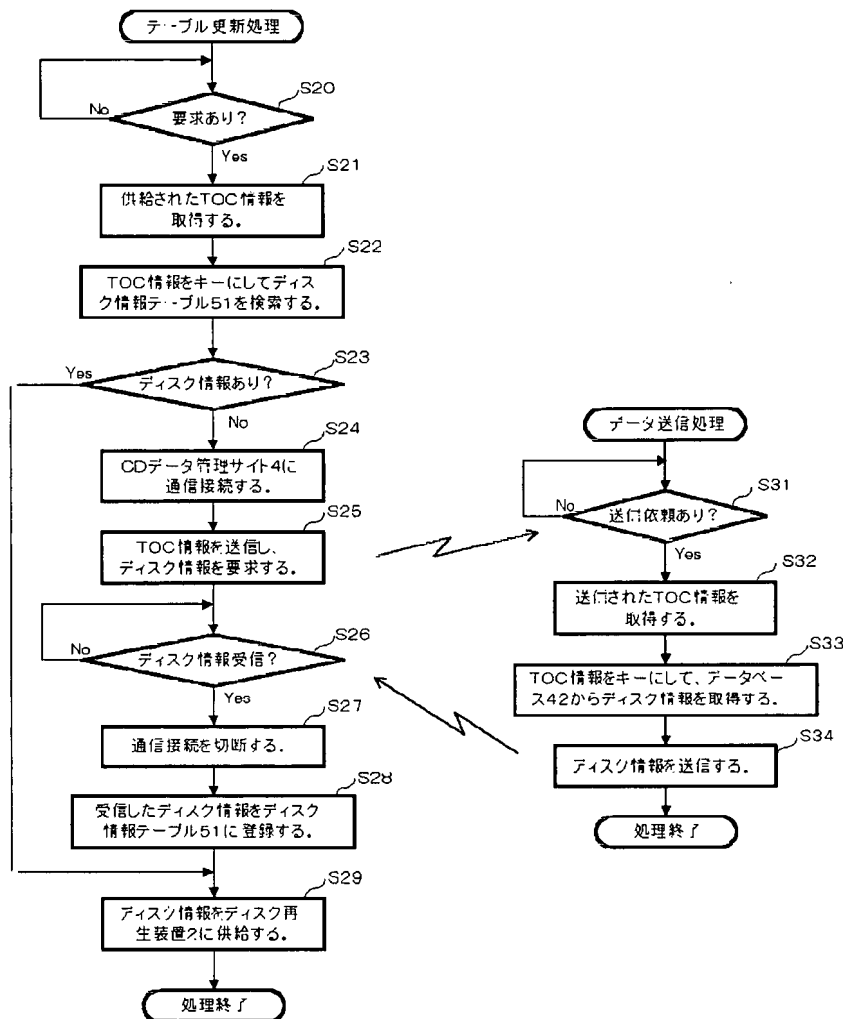 テーブル更新処理
S20
要求あり?
No
Yes
S21
供給されたTOC情報を
取得する。
S22
TOC情報をキーにしてディス
ク情報テーブル51を検索する。
S23
Yes
ディスク情報あり?
No
S24
CDデータ管理サイト4に
通信接続する。
S25
TOC情報を送信し、
ディスク情報を要求する。
S26
No
ディスク情報受信?
Yes
S27
通信接続を切断する。
S28
受信したディスク情報をディスク
情報テーブル51に登録する。
S29
ディスク情報をディスク再
生装置2に供給する。
処理終了
データ送信処理
S31
No
送信依頼あり?
Yes
S32
送信されたTOC情報を
取得する。
S33
TOC情報をキーにして、データベー
ス42からディスク情報を取得する。
S34
ディスク情報を送信する。
処理終了